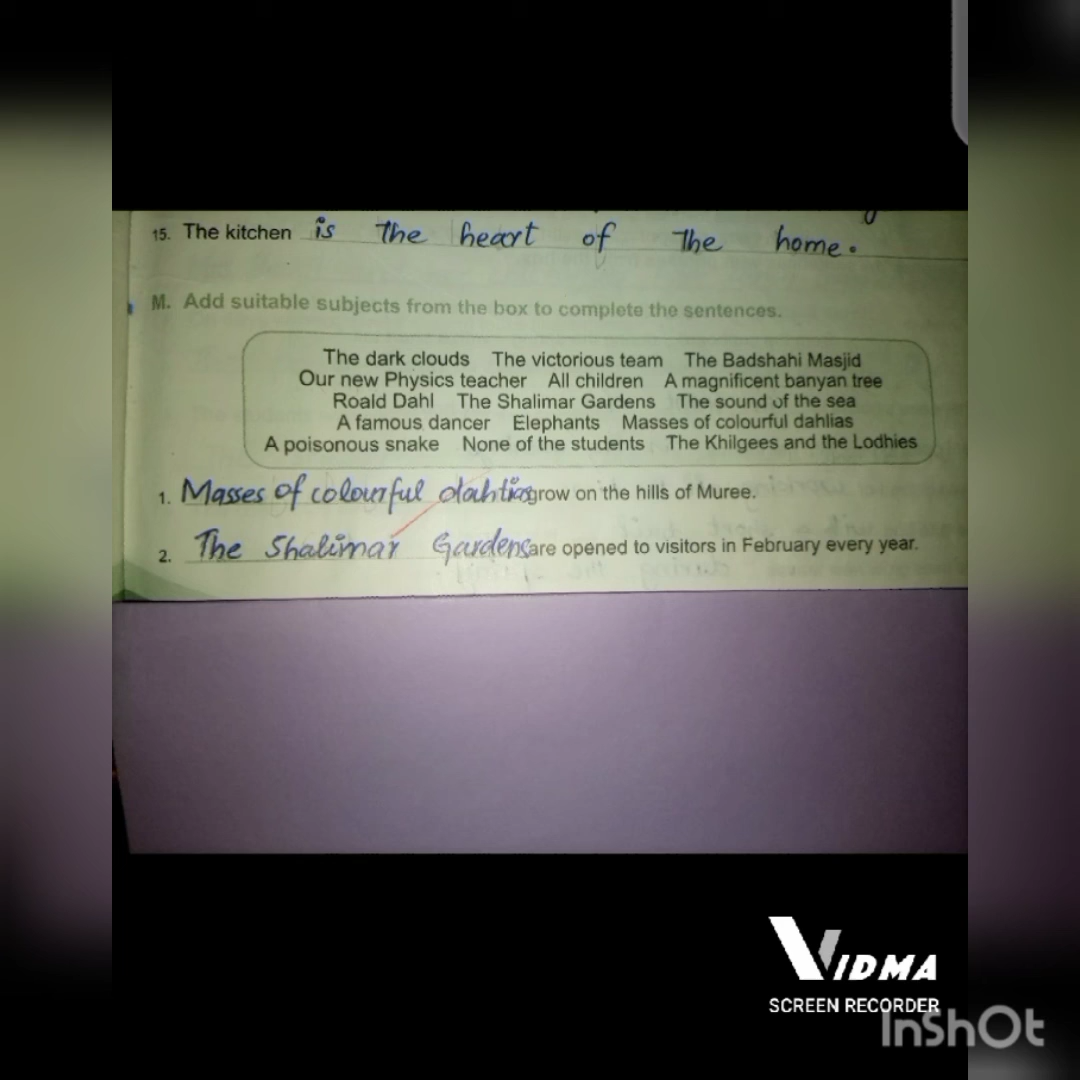 15. The kitchen is the heart of the home.
M. Add suitable subjects from the box to complete the sentences.
The dark clouds The victorious team The Badshahi Masjid
Our new Physics teacher All children A magnificent banyan tree
Roald Dahl The Shalimar Gardens The sound of the sea
A famous dancer Elephants Masses of colourful dahlias
A poisonous snake None of the students The Khilgees and the Lodhies
1. Masses of colourful dahlias grow on the hills of Muree.
2. The Shalimar Gardens are opened to visitors in February every year.
VIDMA
SCREEN RECORDER
InShOt